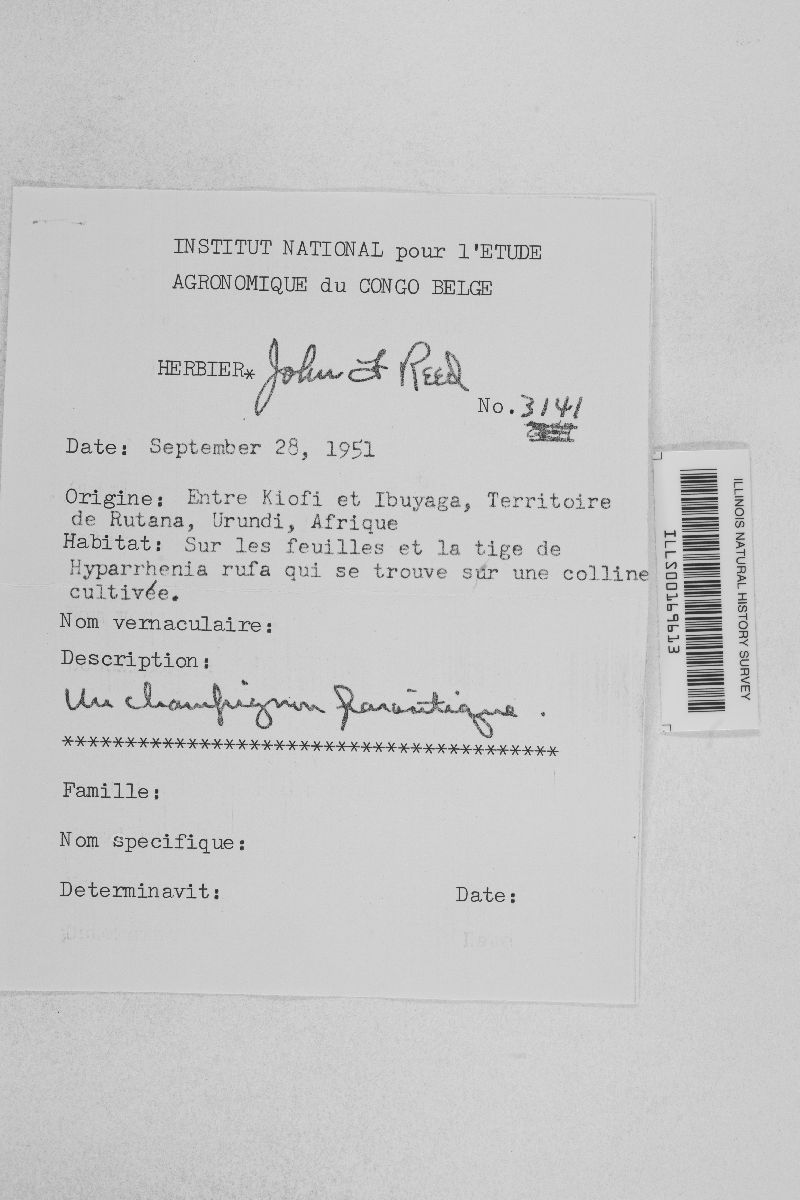 INSTITUT NATIONAL pour l'ETUDE
AGRONOMIQUE du CONGO BELGE
HERBIER* John F Reed
No. 3141
Date: September 28, 1951
Origine: Entre Kiofi et Ibuyaga, Territoire
de Rutana, Urundi, Afrique
Habitat: Sur les feuilles et la tige de
Hyparrhenia rufa qui se trouve sur une colline
cultivée.
Nom vernaculaire:
Description:
Un champignon parasitique.
***************************************
Famille:
Nom specifique:
Determinavit:
Date:
ILLS00199613
ILLINOIS NATURAL HISTORY SURVEY